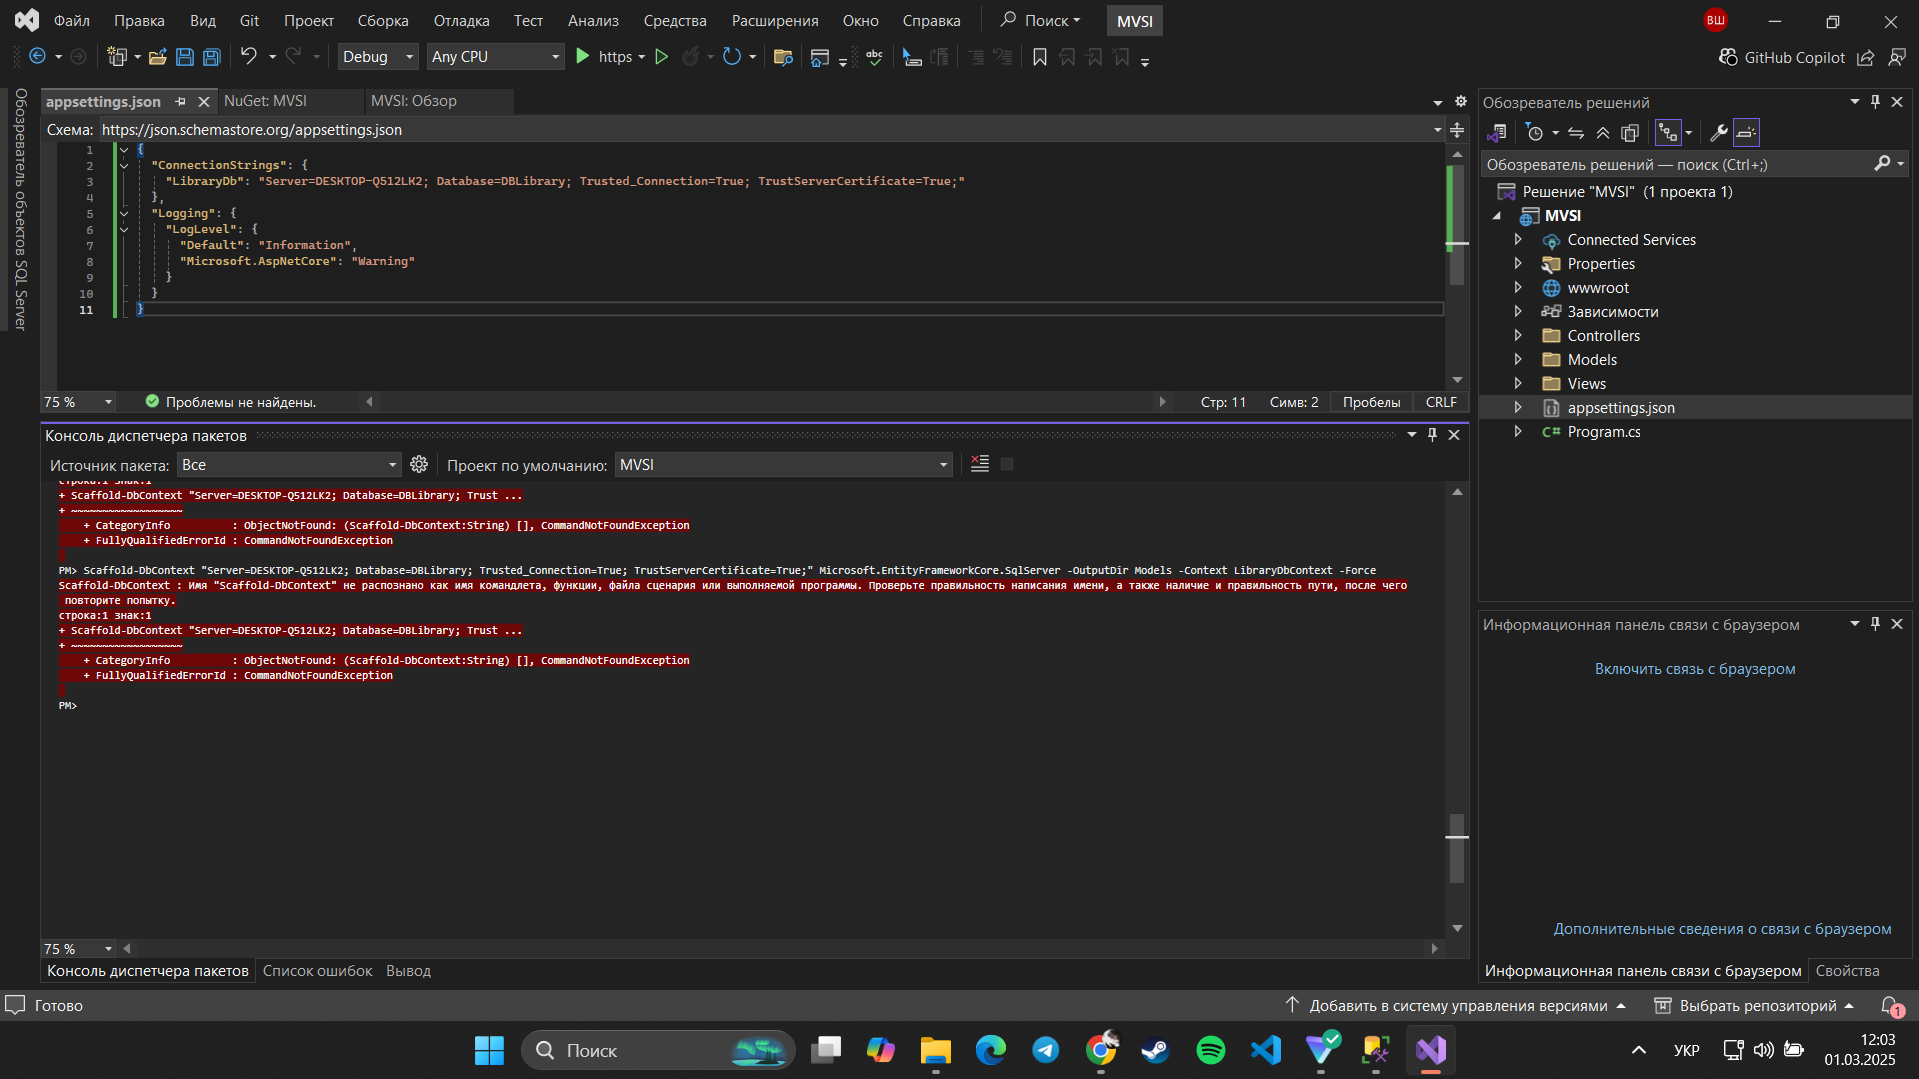 Файл Правка Вид Git Проект Сборка Отладка Тест Анализ Средства Расширения Окно Справка Поиск MVSI ВШ
Debug Any CPU https abc GitHub Copilot
Обозреватель объектов SQL Server
appsettings.json NuGet: MVSI MVSI: Обзор
Схема: https://json.schemastore.org/appsettings.json
1 {
2 "ConnectionStrings": {
3 "LibraryDb": "Server=DESKTOP-Q512LK2; Database=DBLibrary; Trusted_Connection=True; TrustServerCertificate=True;"
4 },
5 "Logging": {
6 "LogLevel": {
7 "Default": "Information",
8 "Microsoft.AspNetCore": "Warning"
9 }
10 }
11 }
75 % Проблемы не найдены. Стр: 11 Симв: 2 Пробелы CRLF
Консоль диспетчера пакетов
Источник пакета: Все Проект по умолчанию: MVSI
строка:1 знак:1
+ Scaffold-DbContext "Server=DESKTOP-Q512LK2; Database=DBLibrary; Trust ...
+ ~~~~~~~~~~~~~~~~~~
+ CategoryInfo : ObjectNotFound: (Scaffold-DbContext:String) [], CommandNotFoundException
+ FullyQualifiedErrorId : CommandNotFoundException
PM> Scaffold-DbContext "Server=DESKTOP-Q512LK2; Database=DBLibrary; Trusted_Connection=True; TrustServerCertificate=True;" Microsoft.EntityFrameworkCore.SqlServer -OutputDir Models -Context LibraryDbContext -Force
Scaffold-DbContext : Имя "Scaffold-DbContext" не распознано как имя командлета, функции, файла сценария или выполняемой программы. Проверьте правильность написания имени, а также наличие и правильность пути, после чего
повторите попытку.
строка:1 знак:1
+ Scaffold-DbContext "Server=DESKTOP-Q512LK2; Database=DBLibrary; Trust ...
+ ~~~~~~~~~~~~~~~~~~
+ CategoryInfo : ObjectNotFound: (Scaffold-DbContext:String) [], CommandNotFoundException
+ FullyQualifiedErrorId : CommandNotFoundException
PM>
75 %
Консоль диспетчера пакетов Список ошибок Вывод
Обозреватель решений
Обозреватель решений — поиск (Ctrl+;)
Решение "MVSI" (1 проекта 1)
MVSI
Connected Services
Properties
wwwroot
Зависимости
Controllers
Models
Views
appsettings.json
C# Program.cs
Информационная панель связи с браузером
Включить связь с браузером
Дополнительные сведения о связи с браузером
Информационная панель связи с браузером Свойства
Готово Добавить в систему управления версиями Выбрать репозиторий 1
Поиск УКР 12:03
01.03.2025